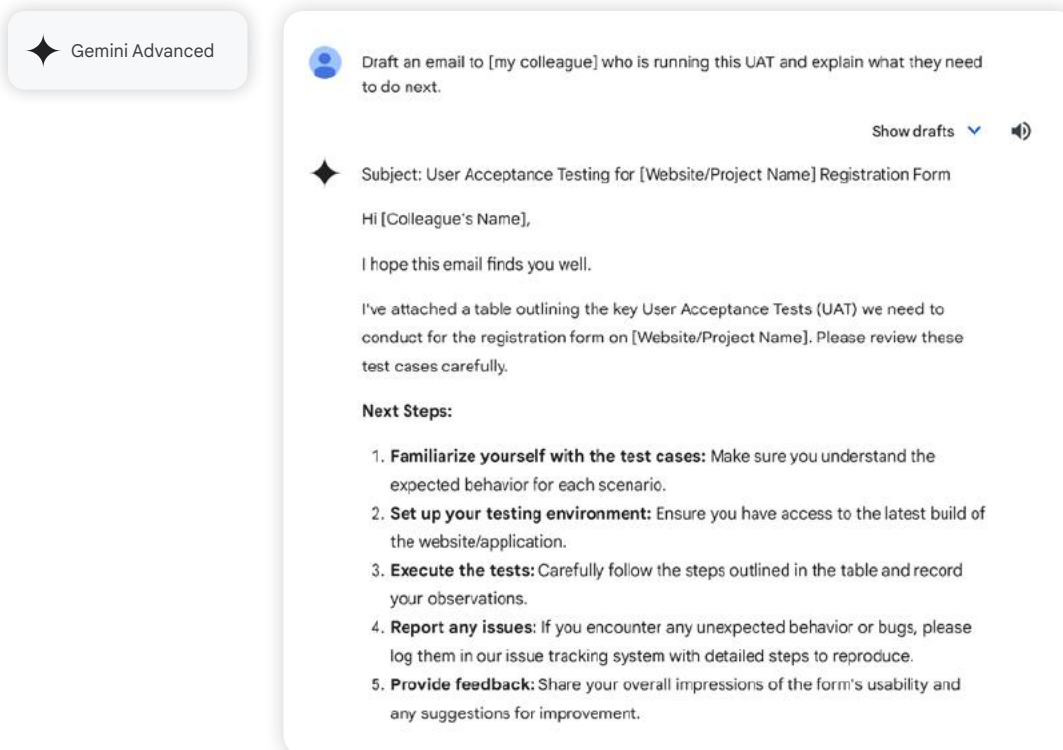 Gemini Advanced
Draft an email to [my colleague] who is running this UAT and explain what they need
to do next.
Show drafts
Subject: User Acceptance Testing for [Website/Project Name] Registration Form
Hi [Colleague's Name],
I hope this email finds you well.
I've attached a table outlining the key User Acceptance Tests (UAT) we need to
conduct for the registration form on [Website/Project Name]. Please review these
test cases carefully.
Next Steps:
1. Familiarize yourself with the test cases: Make sure you understand the
expected behavior for each scenario.
2. Set up your testing environment: Ensure you have access to the latest build of
the website/application.
3. Execute the tests: Carefully follow the steps outlined in the table and record
your observations.
4. Report any issues: If you encounter any unexpected behavior or bugs, please
log them in our issue tracking system with detailed steps to reproduce.
5. Provide feedback: Share your overall impressions of the form's usability and
any suggestions for improvement.